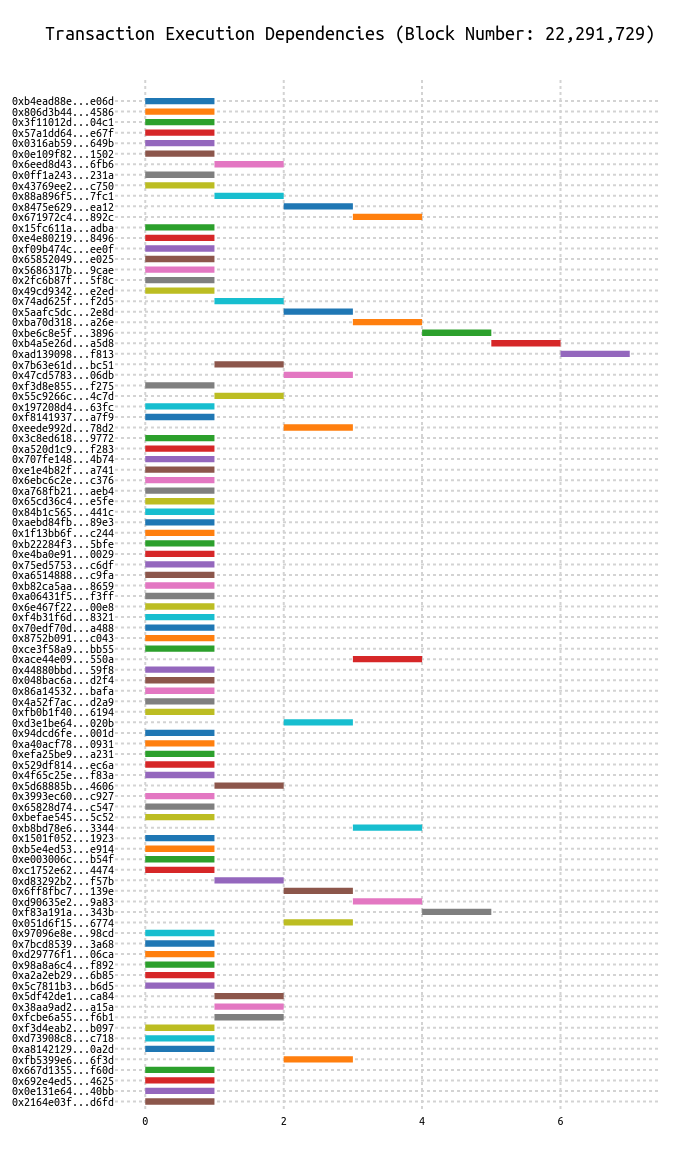 Transaction Execution Dependencies (Block Number: 22,291,729)
0xb4ead88e...e06d
0x806d3b44...4586
0x3f11012d...04c1
0x57a1dd64...e67f
0x0316ab59...649b
0x0e109f82...1502
0x6eed8d43...6fb6
0x0ff1a243...231a
0x43769ee2...c750
0x88a896f5...7fc1
0x8475e629...ea12
0x671972c4...892c
0x15fc611a...adba
0xe4e80219...8496
0xf09b474c...ee0f
0x65852049...e025
0x5686317b...9cae
0x2fc6b87f...5f8c
0x49cd9342...e2ed
0x74ad625f...f2d5
0x5aafc5dc...2e8d
0xba70d318...a26e
0xbe6c8e5f...3896
0xb4a5e26d...a5d8
0xad139098...f813
0x7b63e61d...bc51
0x47cd5783...06db
0xf3d8e855...f275
0x55c9266c...4c7d
0x197208d4...63fc
0xf8141937...a7f9
0xeede992d...78d2
0x3c8ed618...9772
0xa520d1c9...f283
0x707fe148...4b74
0xe1e4b82f...a741
0x6ebc6c2e...c376
0xa768fb21...aeb4
0x65cd36c4...e5fe
0x84b1c565...441c
0xaebd84fb...89e3
0x1f13bb6f...c244
0xb22284f3...5bfe
0xe4ba0e91...0029
0x75ed5753...c6df
0xa6514888...c9fa
0xb82ca5aa...8659
0xa06431f5...f3ff
0x6e467f22...00e8
0xf4b31f6d...8321
0x70edf70d...a488
0x8752b091...c043
0xce3f58a9...bb55
0xace44e09...550a
0x44880bbd...59f8
0x048bac6a...d2f4
0x86a14532...bafa
0x4a52f7ac...d2a9
0xfb0b1f40...6194
0xd3e1be64...020b
0x94dcd6fe...001d
0xa40acf78...0931
0xefa25be9...a231
0x529df814...ec6a
0x4f65c25e...f83a
0x5d68885b...4606
0x3993ec60...c927
0x65828d74...c547
0xbefae545...5c52
0xb8bd78e6...3344
0x1501f052...1923
0xb5e4ed53...e914
0xe003006c...b54f
0xc1752e62...4474
0xd83292b2...f57b
0x6ff8fbc7...139e
0xd90635e2...9a83
0xf83a191a...343b
0x051d6f15...6774
0x97096e8e...98cd
0x7bcd8539...3a68
0xd29776f1...06ca
0x98a8a6c4...f892
0xa2a2eb29...6b85
0x5c7811b3...b6d5
0x5df42de1...ca84
0x38aa9ad2...a15a
0xfcbe6a55...f6b1
0xf3d4eab2...b097
0xd73908c8...c718
0xa8142129...0a2d
0xfb5399e6...6f3d
0x667d1355...f60d
0x692e4ed5...4625
0x0e131e64...40bb
0x2164e03f...d6fd
0 2 4 6